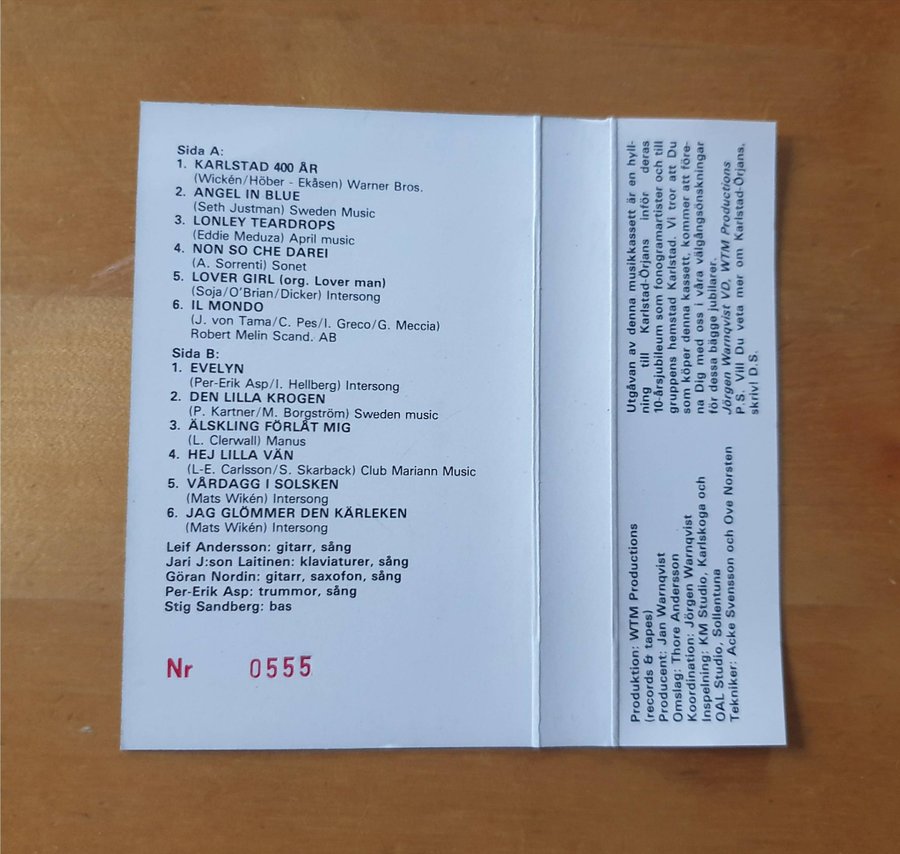 Sida A:
1. KARLSTAD 400 ÅR
(Wickén/Höber - Ekåsen) Warner Bros.
2. ANGEL IN BLUE
(Seth Justman) Sweden Music
3. LONLEY TEARDROPS
(Eddie Meduza) April music
4. NON SO CHE DAREI
(A. Sorrenti) Sonet
5. LOVER GIRL (org. Lover man)
(Soja/O'Brian/Dicker) Intersong
6. IL MONDO
(J. von Tama/C. Pes/I. Greco/G. Meccia)
Robert Melin Scand. AB
Sida B:
1. EVELYN
(Per-Erik Asp/I. Hellberg) Intersong
2. DEN LILLA KROGEN
(P. Kartner/M. Borgström) Sweden music
3. ÄLSKLING FÖRLÅT MIG
(L. Clerwall) Manus
4. HEJ LILLA VÄN
(L-E. Carlsson/S. Skarback) Club Mariann Music
5. VÅRDAGG I SOLSKEN
(Mats Wikén) Intersong
6. JAG GLÖMMER DEN KÄRLEKEN
(Mats Wikén) Intersong
Leif Andersson: gitarr, sång
Jari J:son Laitinen: klaviaturer, sång
Göran Nordin: gitarr, saxofon, sång
Per-Erik Asp: trummor, sång
Stig Sandberg: bas
Nr 0555
Produktion: WTM Productions
(records & tapes)
Producent: Jan Warnqvist
Omslag: Thore Andersson
Koordination: Jörgen Warnqvist
Inspelning: KM Studio, Karlskoga och
OAL Studio, Sollentuna
Tekniker: Acke Svensson och Ove Norsten
Utgåvan av denna musikkassett är en hyll-
ning till Karlstad-Örjans inför deras
10-årsjubileum som fonogramartister och till
gruppens hemstad Karlstad. Vi tror att Du
som köper denna kassett, kommer att före-
na Dig med oss i våra välgångsönskningar
för dessa bägge jubilarer.
Jörgen Warnqvist VD, WTM Productions
P.S. Vill Du veta mer om Karlstad-Örjans,
skriv! D.S.